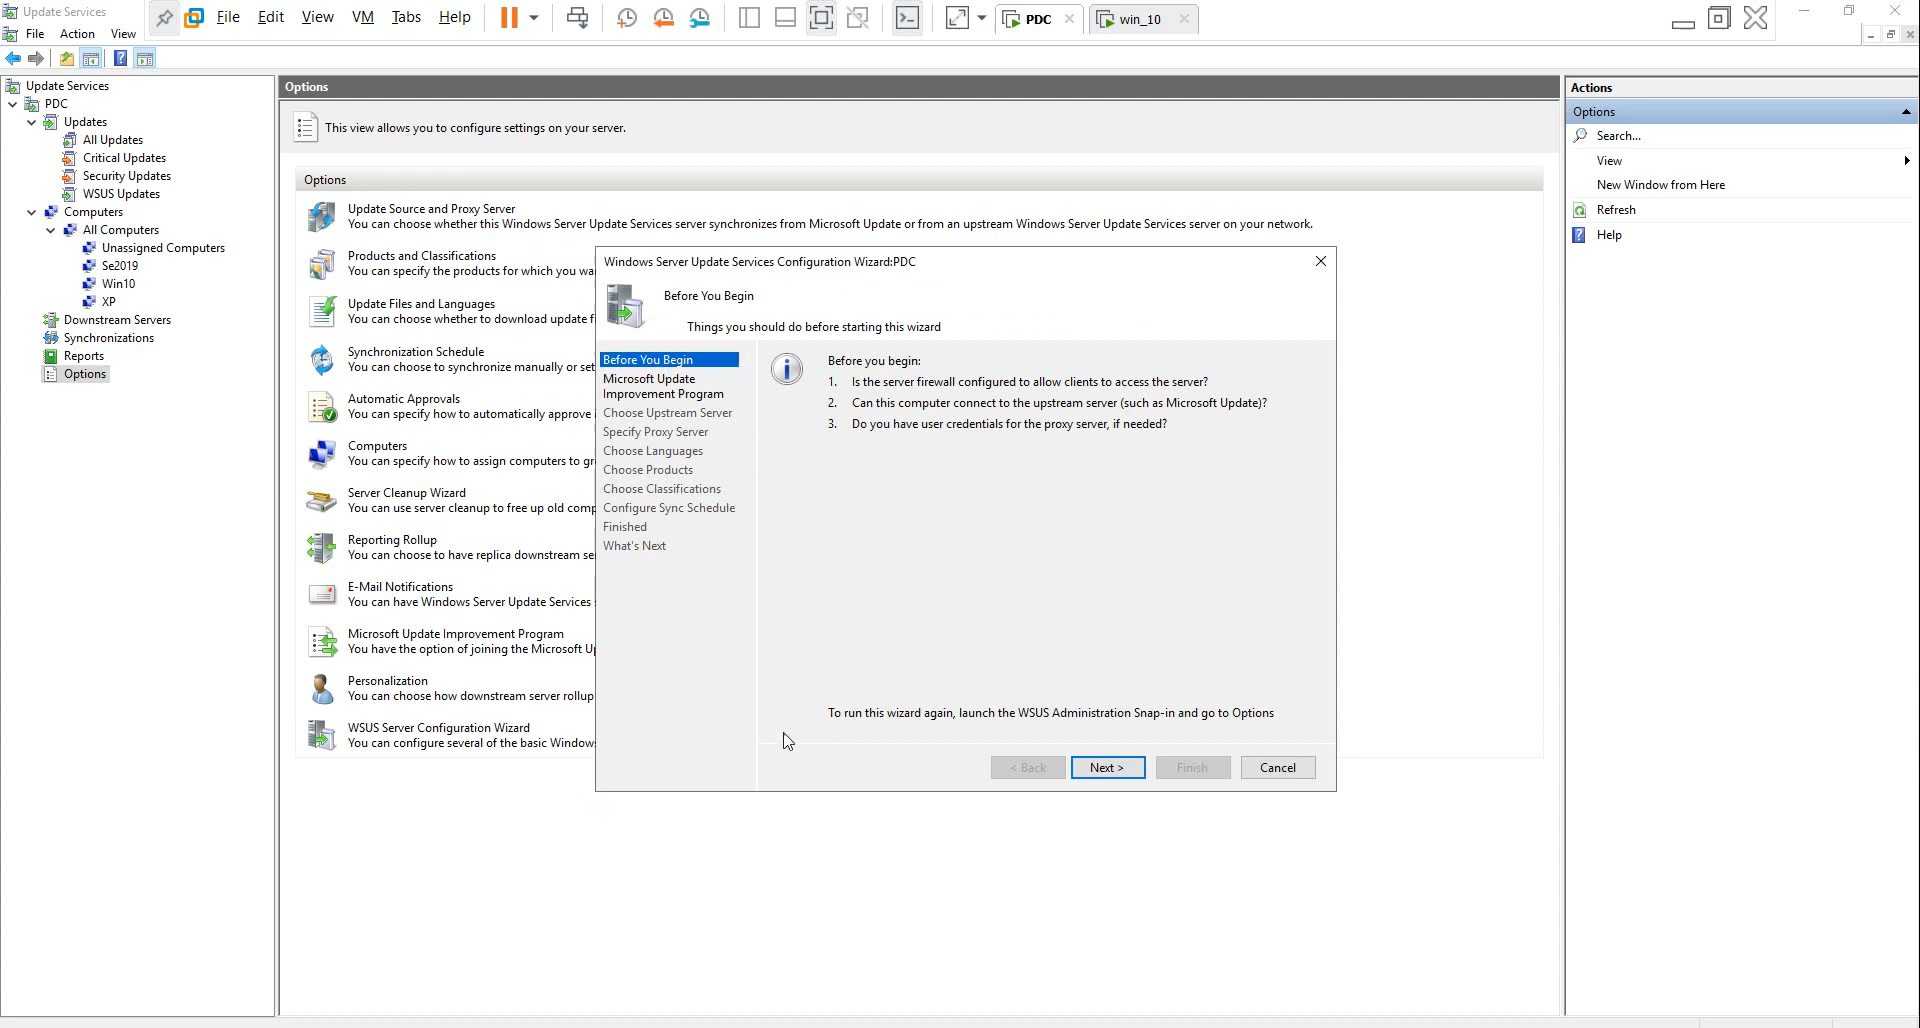 Update Services
File Edit View VM Tabs Help
PDC
win_10
File Action View
Update Services
PDC
Updates
All Updates
Critical Updates
Security Updates
WSUS Updates
Computers
All Computers
Unassigned Computers
Se2019
Win10
XP
Downstream Servers
Synchronizations
Reports
Options
Options
This view allows you to configure settings on your server.
Options
Update Source and Proxy Server
You can choose whether this Windows Server Update Services server synchronizes from Microsoft Update or from an upstream Windows Server Update Services server on your network.
Products and Classifications
You can specify the products for which you wa
Update Files and Languages
You can choose whether to download update f
Synchronization Schedule
You can choose to synchronize manually or set
Automatic Approvals
You can specify how to automatically approve
Computers
You can specify how to assign computers to gr
Server Cleanup Wizard
You can use server cleanup to free up old comp
Reporting Rollup
You can choose to have replica downstream se
E-Mail Notifications
You can have Windows Server Update Services
Microsoft Update Improvement Program
You have the option of joining the Microsoft Up
Personalization
You can choose how downstream server rollup
WSUS Server Configuration Wizard
You can configure several of the basic Window
Windows Server Update Services Configuration Wizard:PDC
Before You Begin
Things you should do before starting this wizard
Before You Begin
Microsoft Update
Improvement Program
Choose Upstream Server
Specify Proxy Server
Choose Languages
Choose Products
Choose Classifications
Configure Sync Schedule
Finished
What's Next
Before you begin:
1. Is the server firewall configured to allow clients to access the server?
2. Can this computer connect to the upstream server (such as Microsoft Update)?
3. Do you have user credentials for the proxy server, if needed?
To run this wizard again, launch the WSUS Administration Snap-in and go to Options
< Back
Next >
Finish
Cancel
Actions
Options
Search...
View
New Window from Here
Refresh
Help